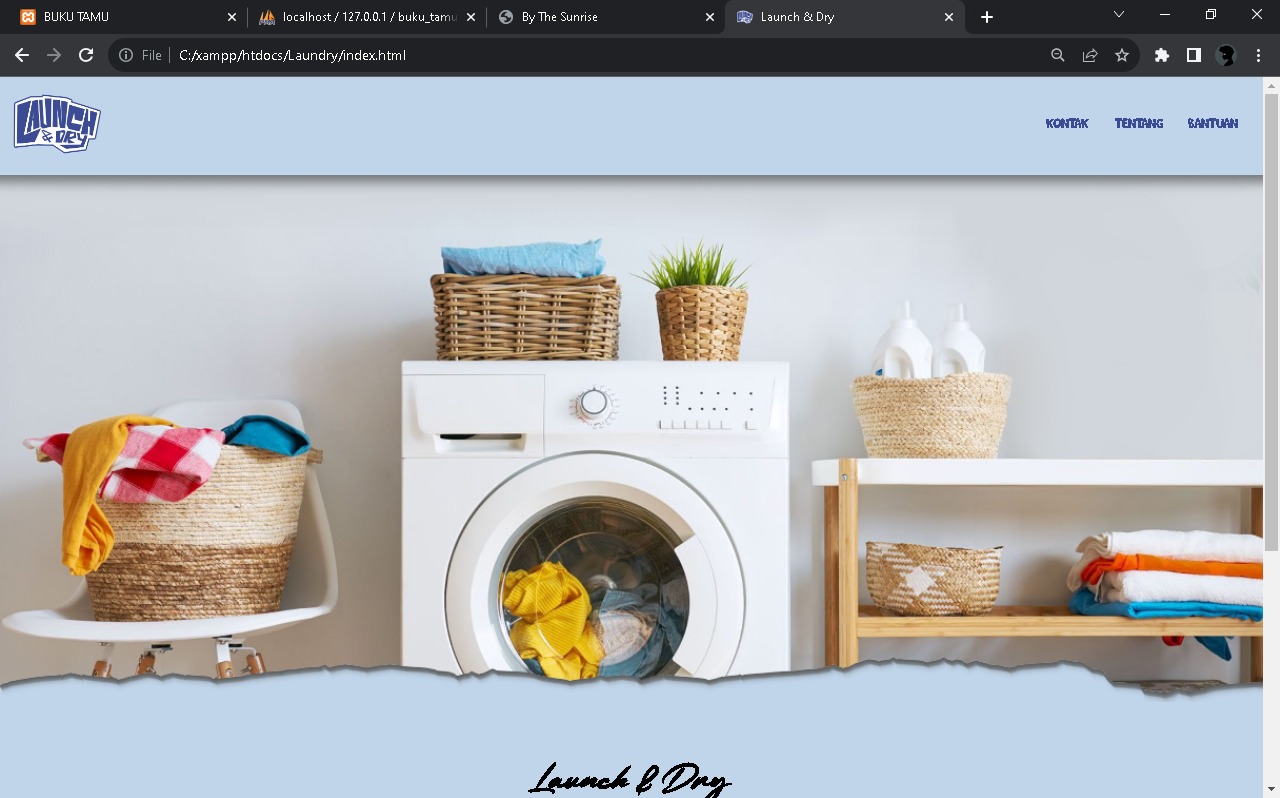 BUKU TAMU
localhost / 127.0.0.1 / buku_tamu
By The Sunrise
Launch & Dry
File
C:/xampp/htdocs/Laundry/index.html
LAUNCH
& DRY
KONTAK
TENTANG
BANTUAN
Launch & Dry